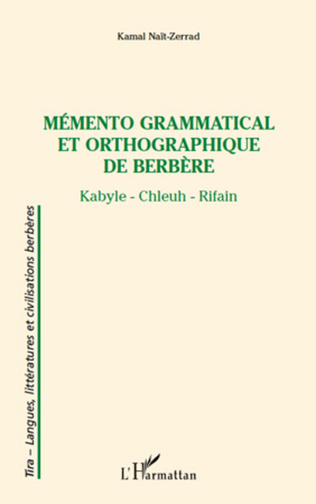 Kamal Naït-Zerrad
MÉMENTO GRAMMATICAL
ET ORTHOGRAPHIQUE
DE BERBÈRE
Kabyle - Chleuh - Rifain
Tira – Langues, littératures et civilisations berbères
L'Harmattan